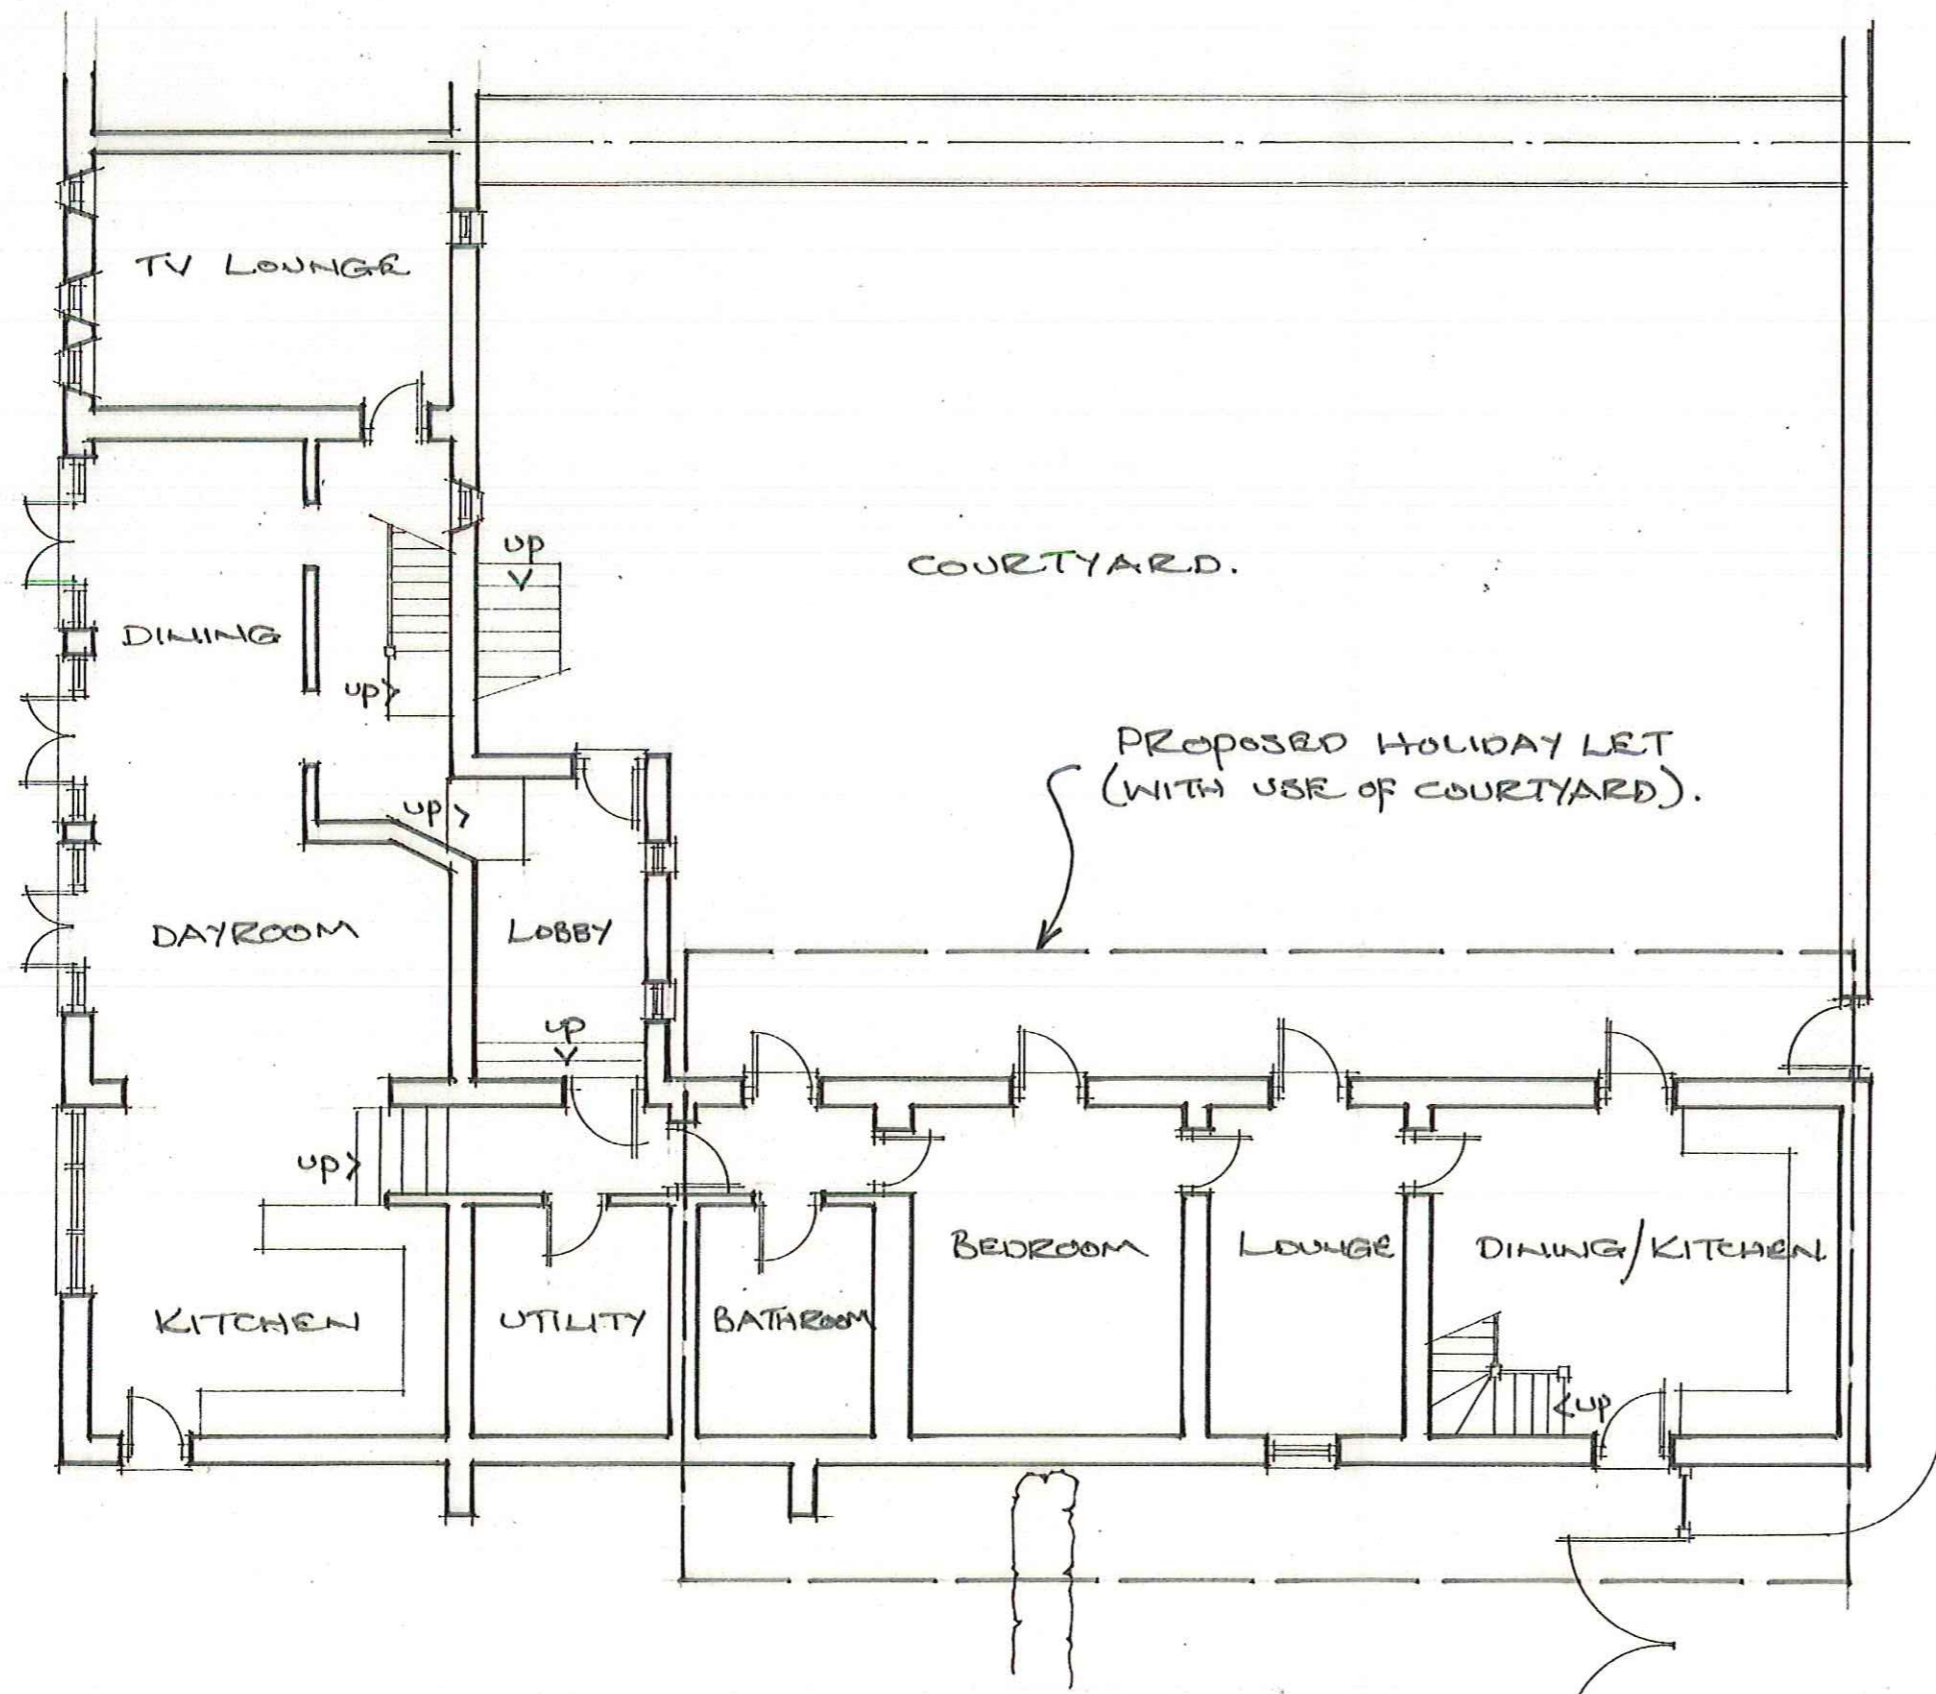 TV LOUNGE
UP
COURTYARD.
DINING
UP
PROPOSED HOLIDAY LET
(WITH USE OF COURTYARD).
UP
DAYROOM
LOBBY
UP
UP
BEDROOM
LOUNGE
DINING/KITCHEN
KITCHEN
UTILITY
BATHROOM
UP